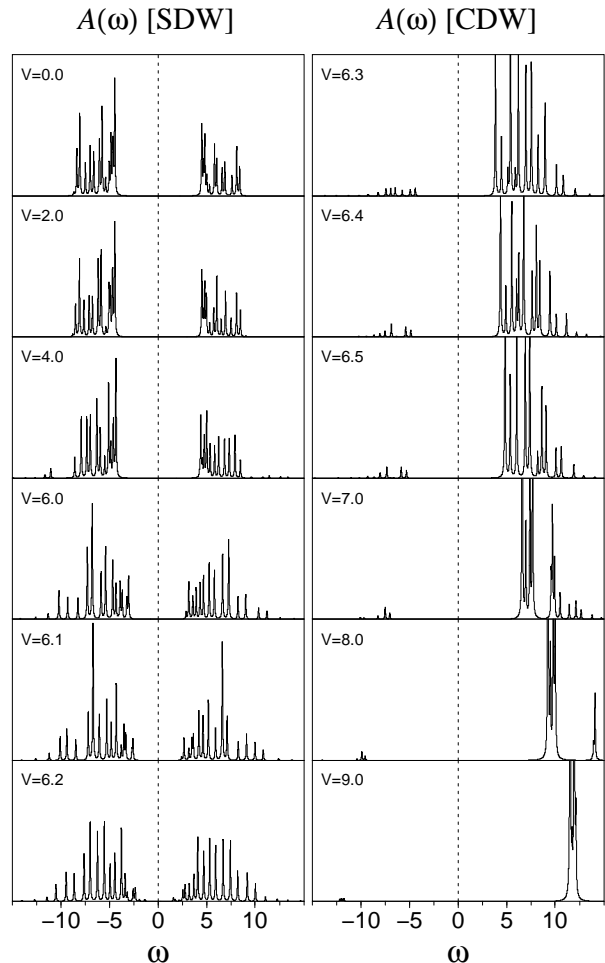 A(ω) [SDW]
A(ω) [CDW]
V=0.0
V=2.0
V=4.0
V=6.0
V=6.1
V=6.2
V=6.3
V=6.4
V=6.5
V=7.0
V=8.0
V=9.0
−10 −5 0 5 10
−10 −5 0 5 10
ω
ω